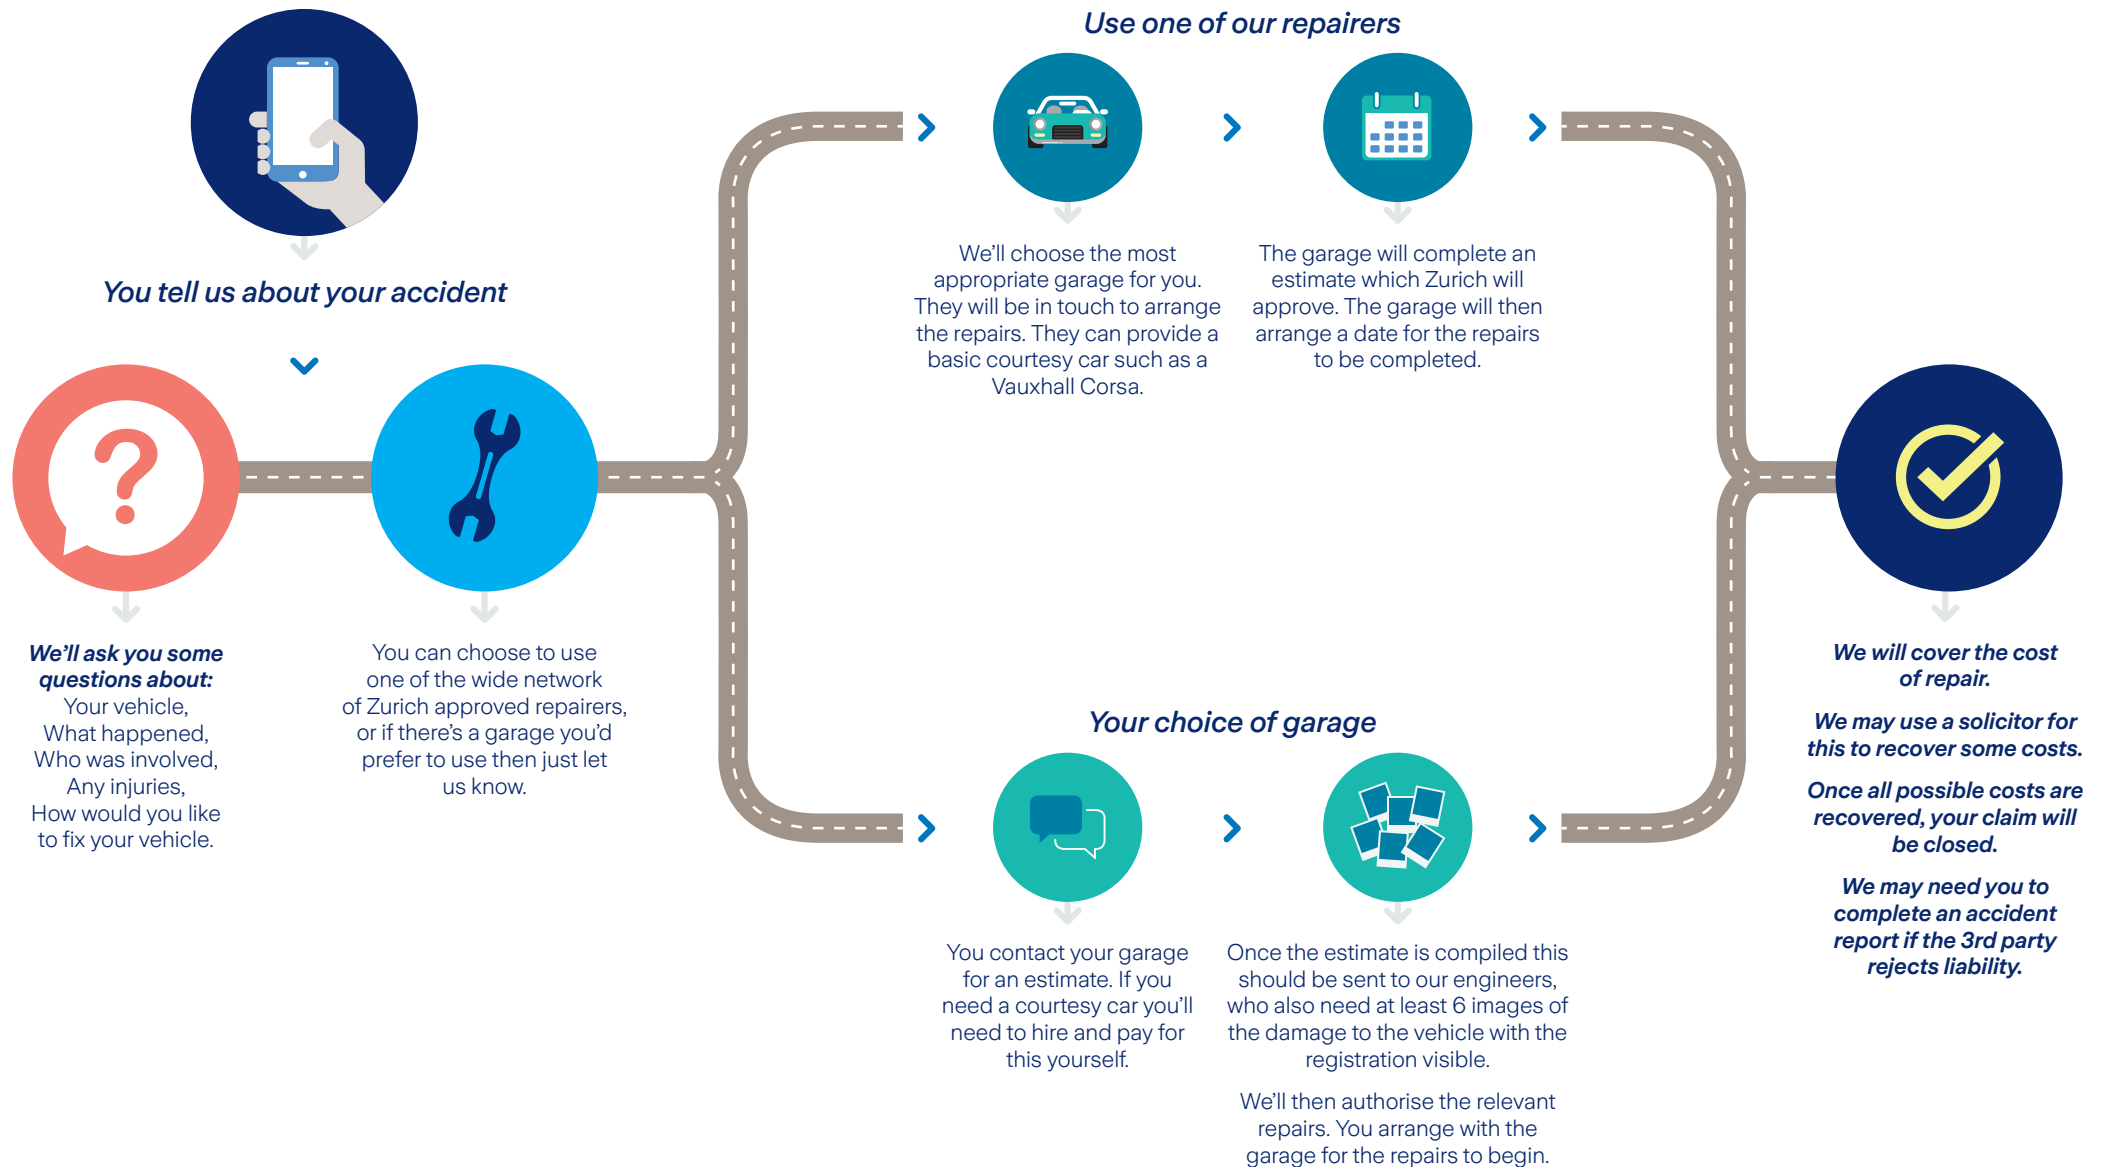 You tell us about your accident
We'll ask you some
questions about:
Your vehicle,
What happened,
Who was involved,
Any injuries,
How would you like
to fix your vehicle.
You can choose to use
one of the wide network
of Zurich approved repairers,
or if there's a garage you'd
prefer to use then just let
us know.
Use one of our repairers
We'll choose the most
appropriate garage for you.
They will be in touch to arrange
the repairs. They can provide a
basic courtesy car such as a
Vauxhall Corsa.
The garage will complete an
estimate which Zurich will
approve. The garage will then
arrange a date for the repairs
to be completed.
Your choice of garage
You contact your garage
for an estimate. If you
need a courtesy car you'll
need to hire and pay for
this yourself.
Once the estimate is compiled this
should be sent to our engineers,
who also need at least 6 images of
the damage to the vehicle with the
registration visible.
We'll then authorise the relevant
repairs. You arrange with the
garage for the repairs to begin.
We will cover the cost
of repair.
We may use a solicitor for
this to recover some costs.
Once all possible costs are
recovered, your claim will
be closed.
We may need you to
complete an accident
report if the 3rd party
rejects liability.